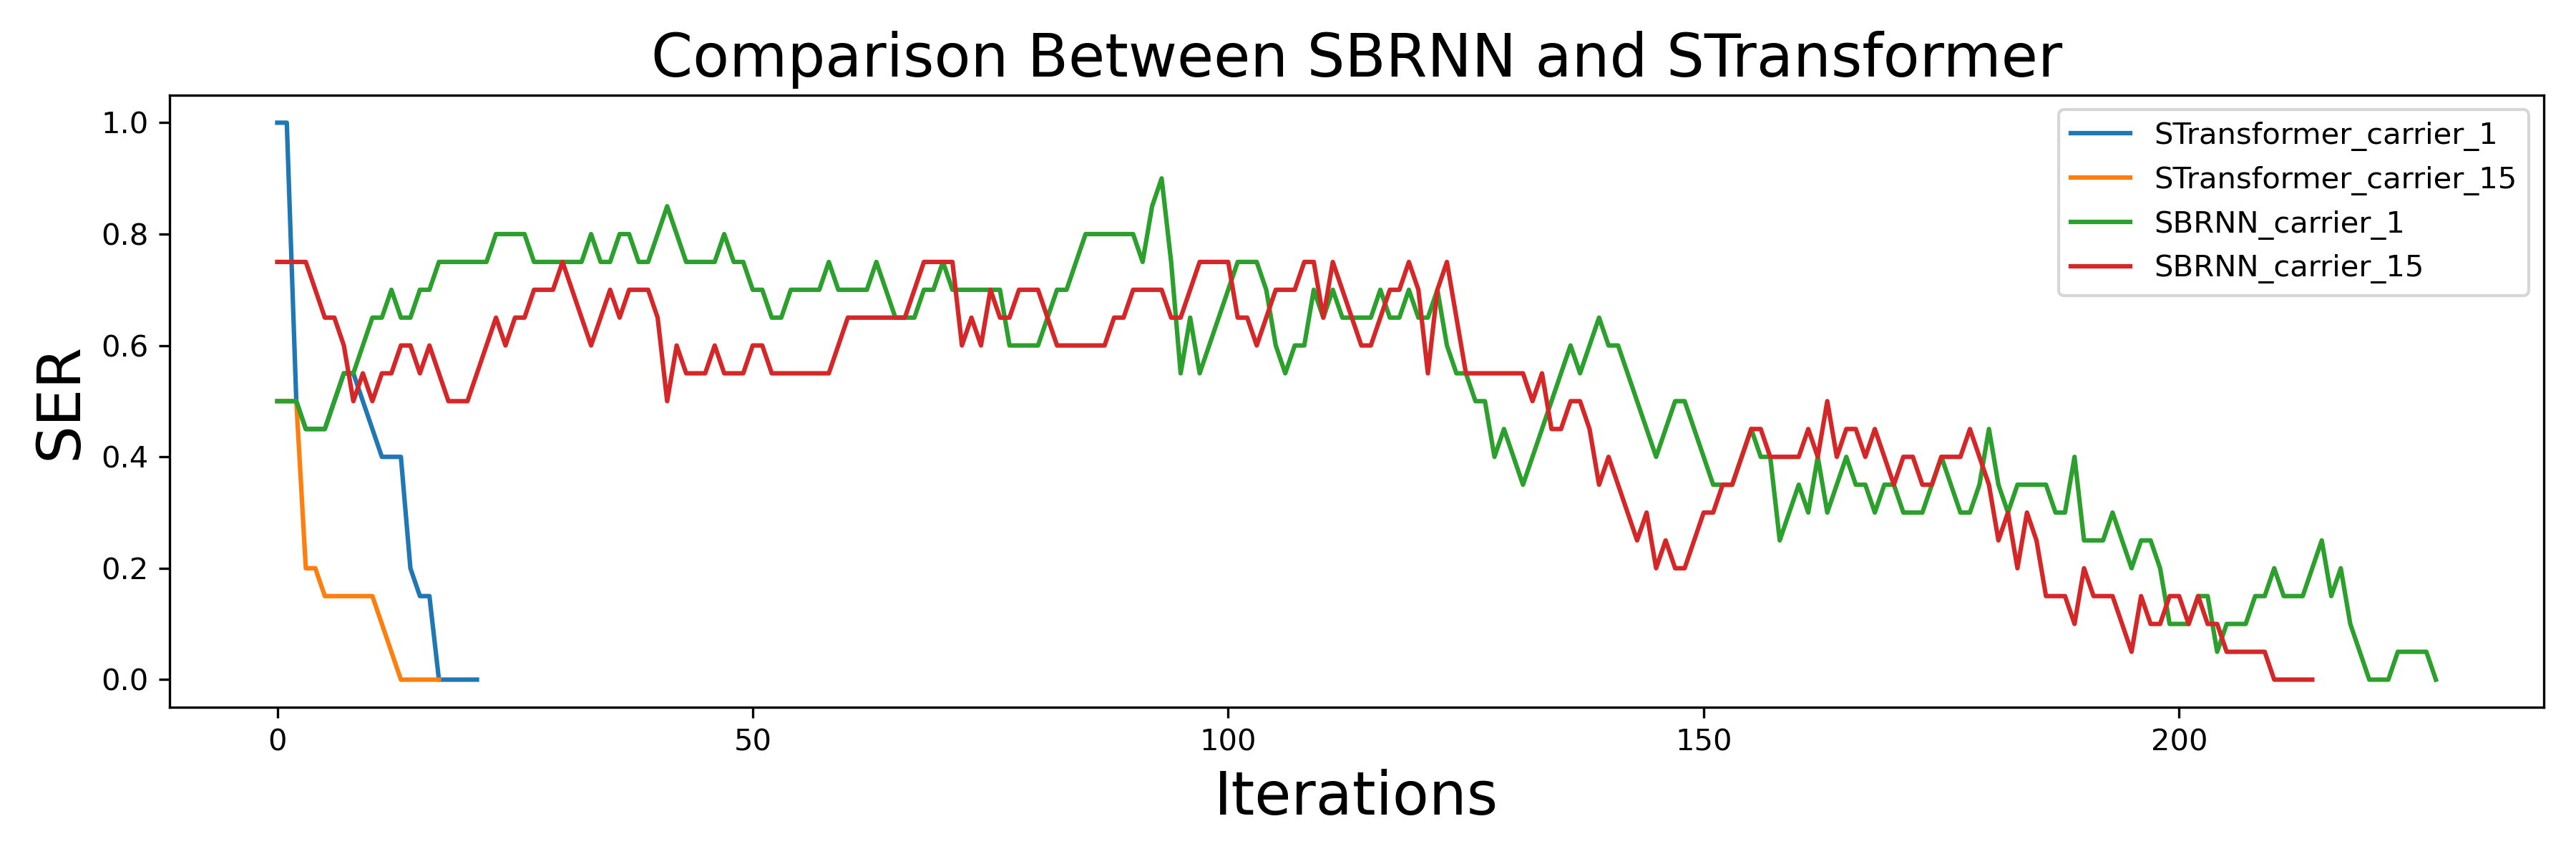 Comparison Between SBRNN and STransformer
1.0
0.8
0.6
0.4
0.2
0.0
SER
0 50 100 150 200
Iterations
STransformer_carrier_1
STransformer_carrier_15
SBRNN_carrier_1
SBRNN_carrier_15